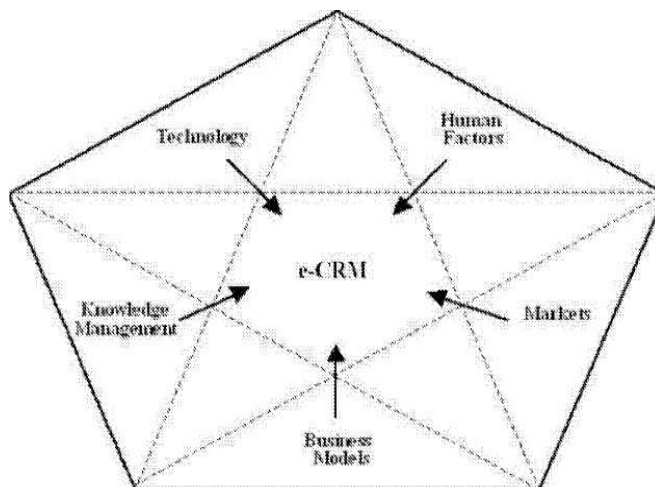 Technology
Human
Factors
e-CRM
Knowledge
Management
Markets
Business
Models